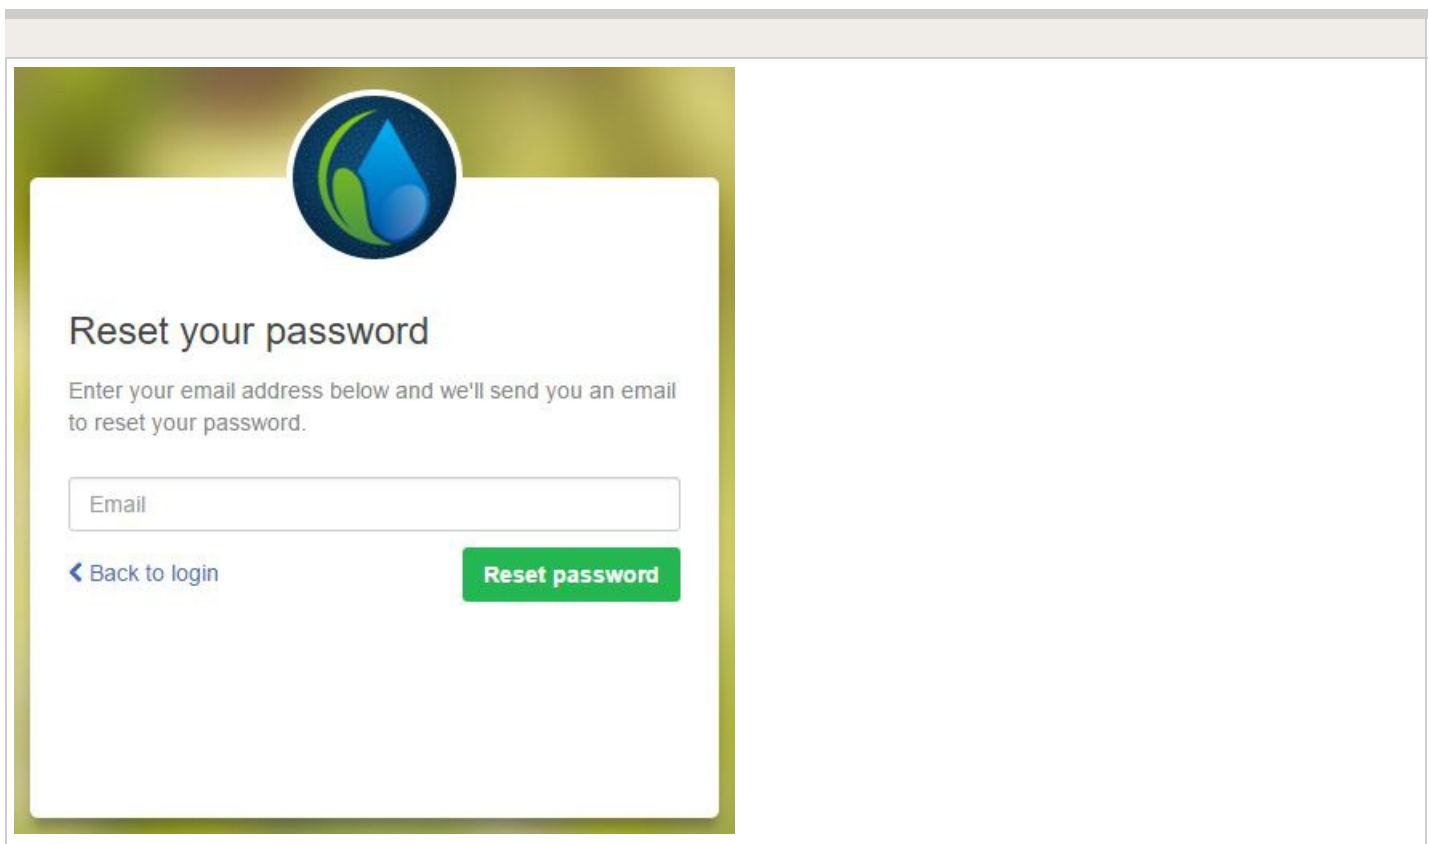 Reset your password
Enter your email address below and we'll send you an email
to reset your password.
Email
Back to login
Reset password